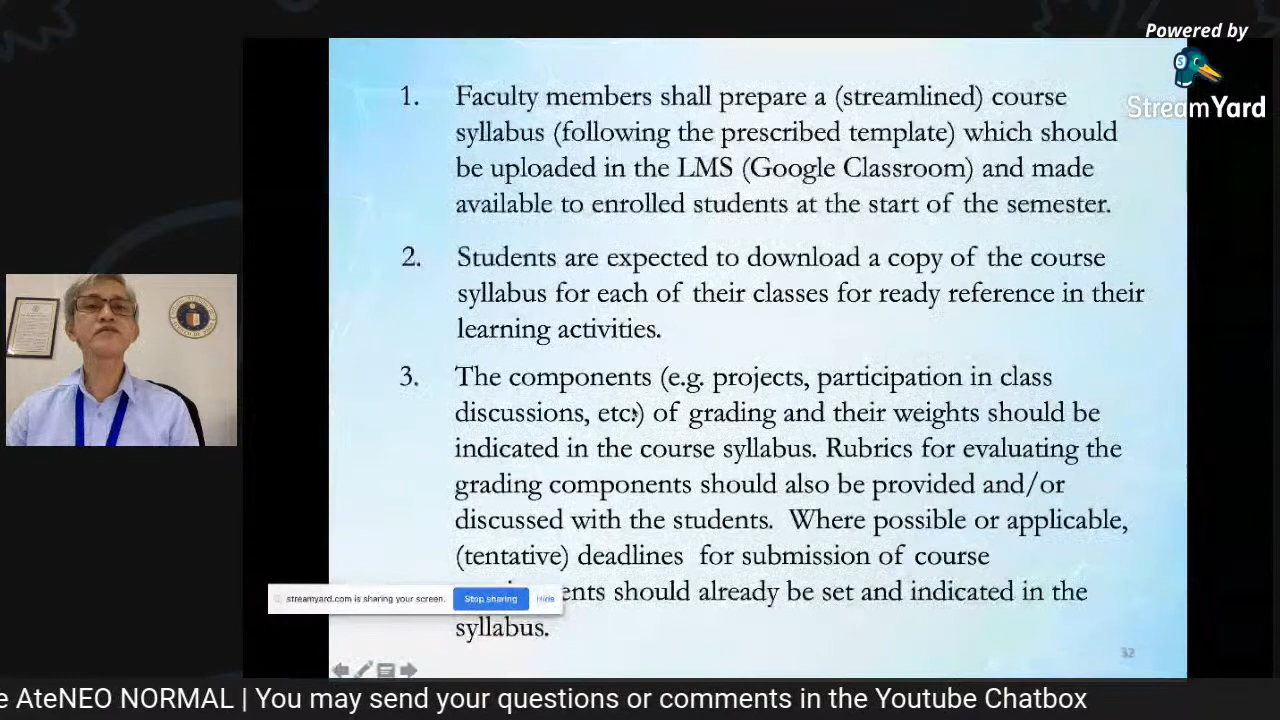 Powered by
StreamYard
1. Faculty members shall prepare a (streamlined) course
syllabus (following the prescribed template) which should
be uploaded in the LMS (Google Classroom) and made
available to enrolled students at the start of the semester.
2. Students are expected to download a copy of the course
syllabus for each of their classes for ready reference in their
learning activities.
3. The components (e.g. projects, participation in class
discussions, etc.) of grading and their weights should be
indicated in the course syllabus. Rubrics for evaluating the
grading components should also be provided and/or
discussed with the students. Where possible or applicable,
(tentative) deadlines for submission of course
ents should already be set and indicated in the
syllabus.
streamyard.com is sharing your screen.
Stop sharing
Hide
32
e AteNEO NORMAL | You may send your questions or comments in the Youtube Chatbox